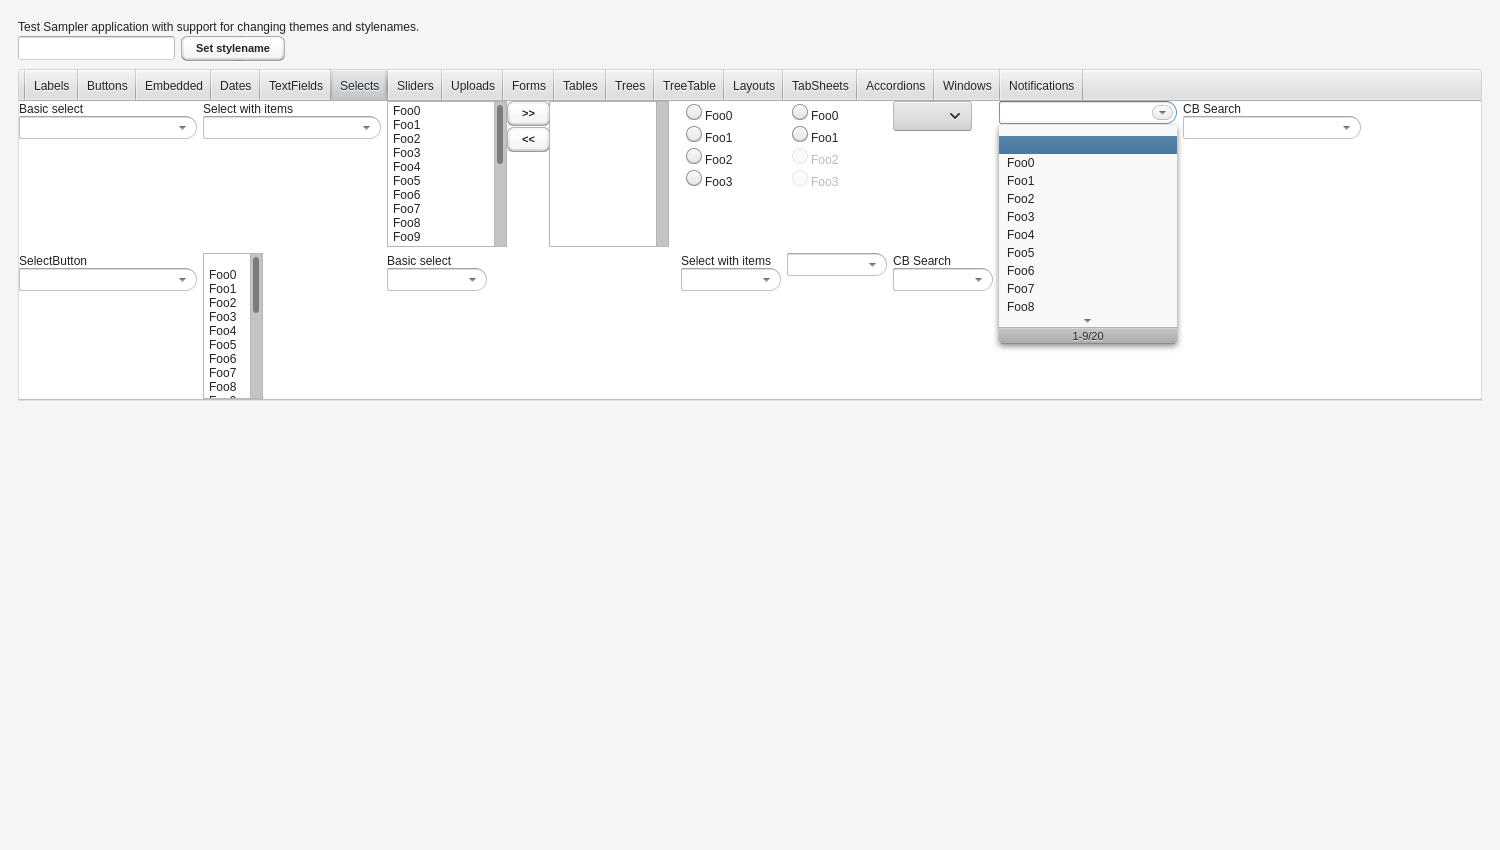 Test Sampler application with support for changing themes and stylenames.
Set stylename
Labels Buttons Embedded Dates TextFields Selects Sliders Uploads Forms Tables Trees TreeTable Layouts TabSheets Accordions Windows Notifications
Basic select
Select with items
Foo0
Foo1
Foo2
Foo3
Foo4
Foo5
Foo6
Foo7
Foo8
Foo9
>>
<<
Foo0
Foo1
Foo2
Foo3
Foo0
Foo1
Foo2
Foo3
Foo0
Foo1
Foo2
Foo3
Foo4
Foo5
Foo6
Foo7
Foo8
1-9/20
CB Search
SelectButton
Foo0
Foo1
Foo2
Foo3
Foo4
Foo5
Foo6
Foo7
Foo8
Basic select
Select with items
CB Search